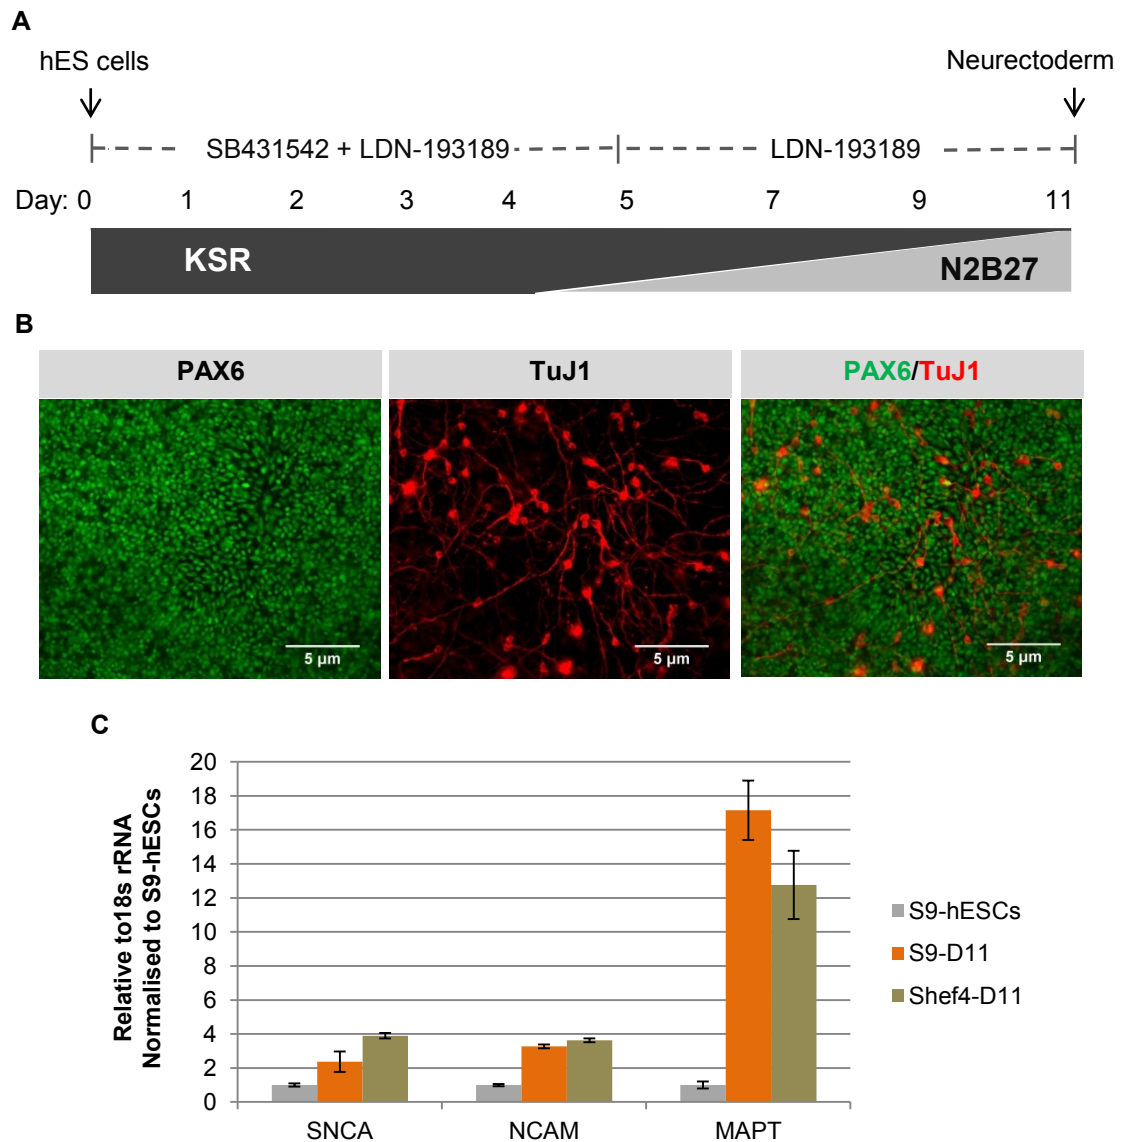 A
hES cells
Neurectoderm
SB431542 + LDN-193189
LDN-193189
Day: 0 1 2 3 4 5 7 9 11
KSR
N2B27
B
PAX6
TuJ1
PAX6/TuJ1
5 µm
5 µm
5 µm
C
Relative to18s rRNA
Normalised to S9-hESCs
20
18
16
14
12
10
8
6
4
2
0
SNCA
NCAM
MAPT
S9-hESCs
S9-D11
Shef4-D11